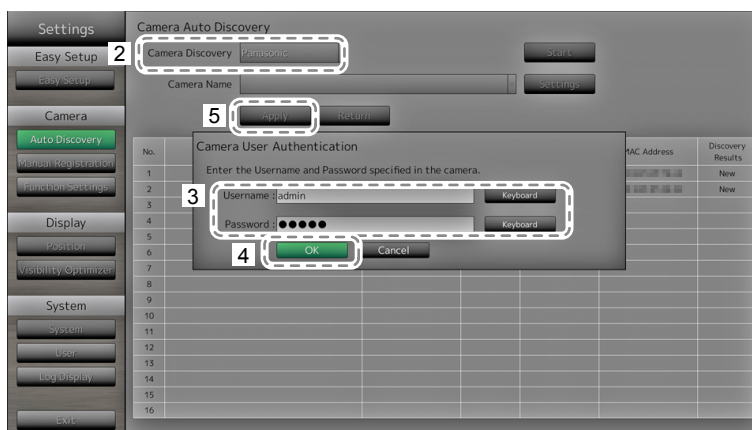 Settings
Easy Setup
Easy Setup
Camera
Auto Discovery
Manual Registration
Function Settings
Display
Position
Visibility Optimizer
System
System
User
Log Display
Exit
Camera Auto Discovery
2
Camera Discovery Panasonic Start
Camera Name Settings
5
Apply Return
No. MAC Address Discovery
Results
1 New
2 New
3
4
5
6
7
8
9
10
11
12
13
14
15
16
Camera User Authentication
Enter the Username and Password specified in the camera.
3
Username : admin Keyboard
Password : ●●●●● Keyboard
4
OK Cancel